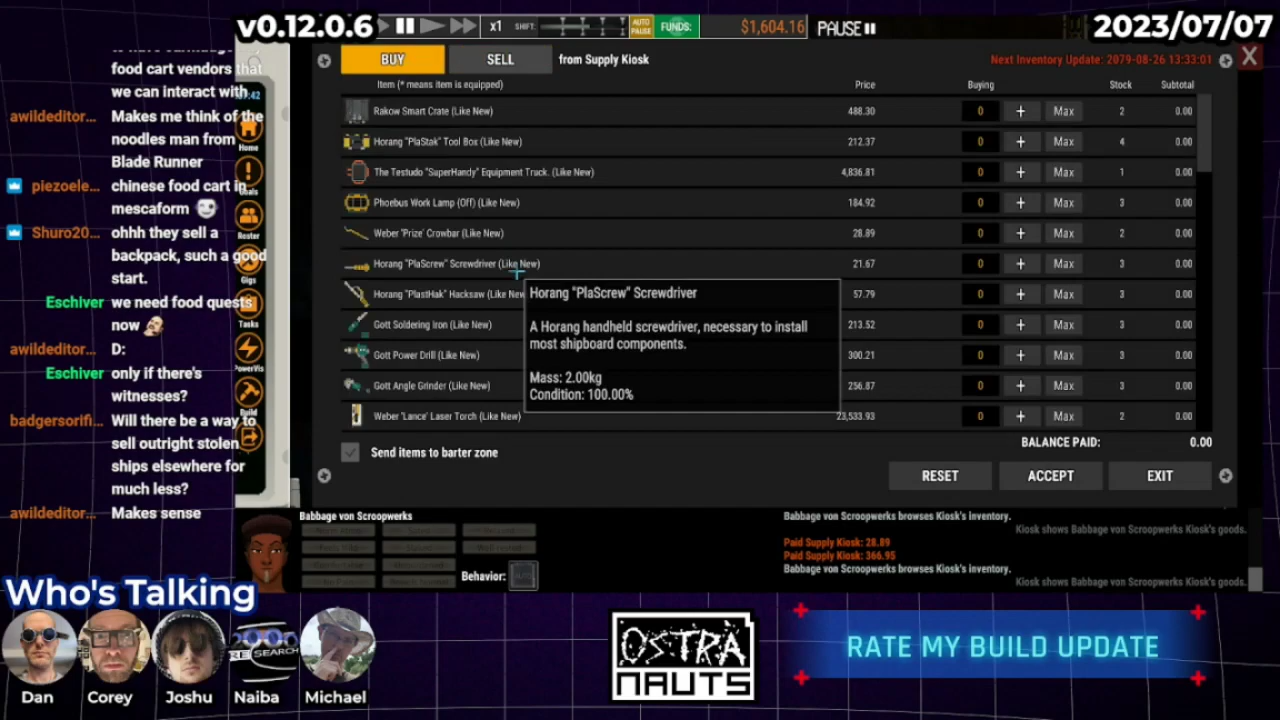 v0.12.0.6
x1 SHIFT: AUTO PAUSE FUNDS: $1,604.16 PAUSE
2023/07/07
food cart vendors that
we can interact with
awildeditor... Makes me think of the
noodles man from
Blade Runner
piezoele... chinese food cart in
mescaform
Shuro20... ohhh they sell a
backpack, such a good
start.
Eschiver we need food quests
now
awildeditor... D:
Eschiver only if there's
witnesses?
badgersorifi... Will there be a way to
sell outright stolen
ships elsewhere for
much less?
awildeditor... Makes sense
:42
Home
Goals
Roster
Gigs
Tasks
PowerVis
Build
BUY SELL from Supply Kiosk Next Inventory Update: 2079-08-26 13:33:01 X
Item (* means item is equipped) Price Buying Stock Subtotal
Rakow Smart Crate (Like New) 488.30 0 + Max 2 0.00
Horang "PlaStak" Tool Box (Like New) 212.37 0 + Max 4 0.00
The Testudo "SuperHandy" Equipment Truck. (Like New) 4,836.81 0 + Max 1 0.00
Phoebus Work Lamp (Off) (Like New) 184.92 0 + Max 3 0.00
Weber 'Prize' Crowbar (Like New) 28.89 0 + Max 2 0.00
Horang "PlaScrew" Screwdriver (Like New) 21.67 0 + Max 3 0.00
Horang "PlastHak" Hacksaw (Like New 57.79 0 + Max 3 0.00
Gott Soldering Iron (Like New) 213.52 0 + Max 3 0.00
Gott Power Drill (Like New) 300.21 0 + Max 3 0.00
Gott Angle Grinder (Like New) 256.87 0 + Max 3 0.00
Weber 'Lance' Laser Torch (Like New) 23,533.93 0 + Max 2 0.00
Horang "PlaScrew" Screwdriver
A Horang handheld screwdriver, necessary to install
most shipboard components.
Mass: 2.00kg
Condition: 100.00%
BALANCE PAID: 0.00
Send items to barter zone
RESET ACCEPT EXIT
Babbage von Scroopwerks
Behavior:
Babbage von Scroopwerks browses Kiosk's inventory.
Kiosk shows Babbage von Scroopwerks Kiosk's goods.
Paid Supply Kiosk: 28.89
Paid Supply Kiosk: 366.95
Babbage von Scroopwerks browses Kiosk's inventory.
Kiosk shows Babbage von Scroopwerks Kiosk's goods.
Who's Talking
Dan Corey Joshu Naiba Michael
OSTRA
NAUTS
RATE MY BUILD UPDATE